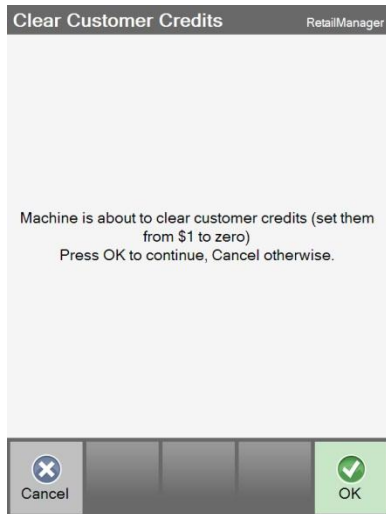 Clear Customer Credits RetailManager
Machine is about to clear customer credits (set them
from $1 to zero)
Press OK to continue, Cancel otherwise.
Cancel OK